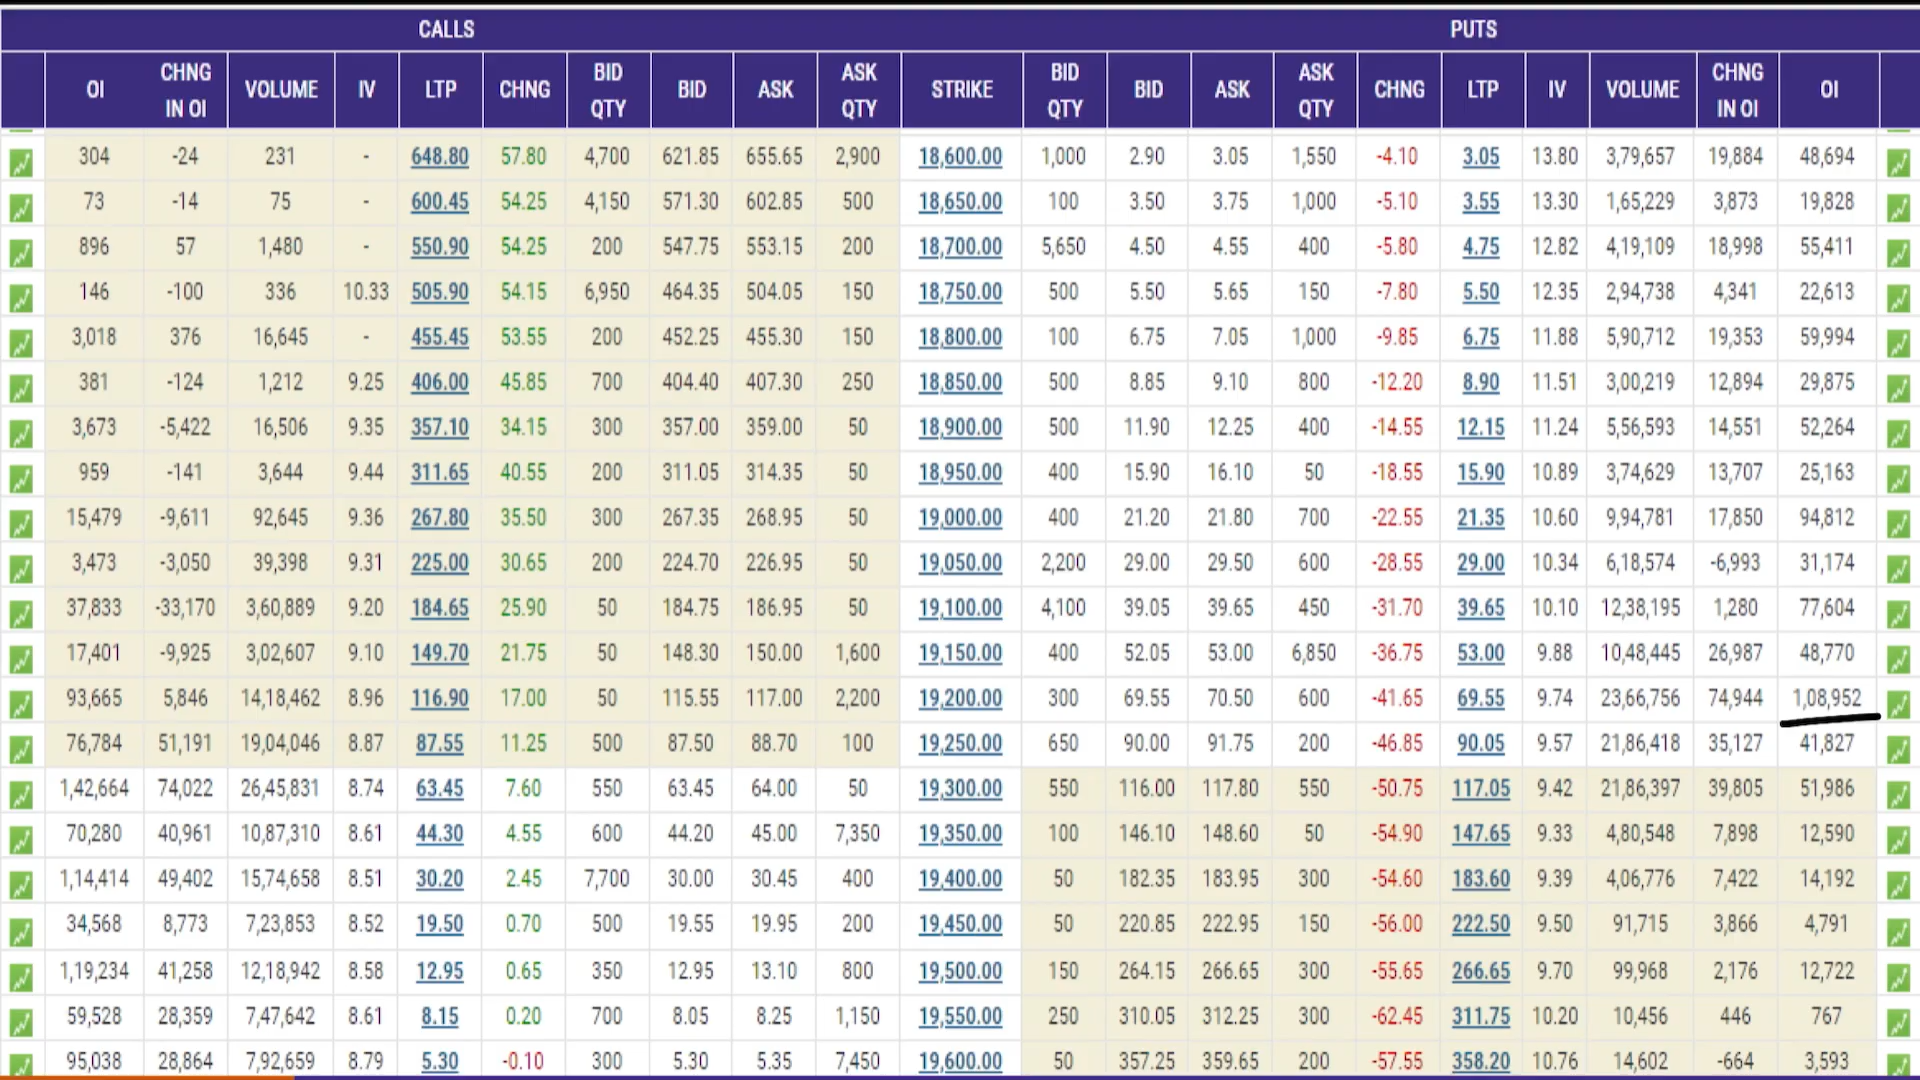 CALLS PUTS
OI CHNG IN OI VOLUME IV LTP CHNG BID QTY BID ASK ASK QTY STRIKE BID QTY BID ASK ASK QTY CHNG LTP IV VOLUME CHNG IN OI OI
304 -24 231 - 648.80 57.80 4,700 621.85 655.65 2,900 18,600.00 1,000 2.90 3.05 1,550 -4.10 3.05 13.80 3,79,657 19,884 48,694
73 -14 75 - 600.45 54.25 4,150 571.30 602.85 500 18,650.00 100 3.50 3.75 1,000 -5.10 3.55 13.30 1,65,229 3,873 19,828
896 57 1,480 - 550.90 54.25 200 547.75 553.15 200 18,700.00 5,650 4.50 4.55 400 -5.80 4.75 12.82 4,19,109 18,998 55,411
146 -100 336 10.33 505.90 54.15 6,950 464.35 504.05 150 18,750.00 500 5.50 5.65 150 -7.80 5.50 12.35 2,94,738 4,341 22,613
3,018 376 16,645 - 455.45 53.55 200 452.25 455.30 150 18,800.00 100 6.75 7.05 1,000 -9.85 6.75 11.88 5,90,712 19,353 59,994
381 -124 1,212 9.25 406.00 45.85 700 404.40 407.30 250 18,850.00 500 8.85 9.10 800 -12.20 8.90 11.51 3,00,219 12,894 29,875
3,673 -5,422 16,506 9.35 357.10 34.15 300 357.00 359.00 50 18,900.00 500 11.90 12.25 400 -14.55 12.15 11.24 5,56,593 14,551 52,264
959 -141 3,644 9.44 311.65 40.55 200 311.05 314.35 50 18,950.00 400 15.90 16.10 50 -18.55 15.90 10.89 3,74,629 13,707 25,163
15,479 -9,611 92,645 9.36 267.80 35.50 300 267.35 268.95 50 19,000.00 400 21.20 21.80 700 -22.55 21.35 10.60 9,94,781 17,850 94,812
3,473 -3,050 39,398 9.31 225.00 30.65 200 224.70 226.95 50 19,050.00 2,200 29.00 29.50 600 -28.55 29.00 10.34 6,18,574 -6,993 31,174
37,833 -33,170 3,60,889 9.20 184.65 25.90 50 184.75 186.95 50 19,100.00 4,100 39.05 39.65 450 -31.70 39.65 10.10 12,38,195 1,280 77,604
17,401 -9,925 3,02,607 9.10 149.70 21.75 50 148.30 150.00 1,600 19,150.00 400 52.05 53.00 6,850 -36.75 53.00 9.88 10,48,445 26,987 48,770
93,665 5,846 14,18,462 8.96 116.90 17.00 50 115.55 117.00 2,200 19,200.00 300 69.55 70.50 600 -41.65 69.55 9.74 23,66,756 74,944 1,08,952
76,784 51,191 19,04,046 8.87 87.55 11.25 500 87.50 88.70 100 19,250.00 650 90.00 91.75 200 -46.85 90.05 9.57 21,86,418 35,127 41,827
1,42,664 74,022 26,45,831 8.74 63.45 7.60 550 63.45 64.00 50 19,300.00 550 116.00 117.80 550 -50.75 117.05 9.42 21,86,397 39,805 51,986
70,280 40,961 10,87,310 8.61 44.30 4.55 600 44.20 45.00 7,350 19,350.00 100 146.10 148.60 50 -54.90 147.65 9.33 4,80,548 7,898 12,590
1,14,414 49,402 15,74,658 8.51 30.20 2.45 7,700 30.00 30.45 400 19,400.00 50 182.35 183.95 300 -54.60 183.60 9.39 4,06,776 7,422 14,192
34,568 8,773 7,23,853 8.52 19.50 0.70 500 19.55 19.95 200 19,450.00 50 220.85 222.95 150 -56.00 222.50 9.50 91,715 3,866 4,791
1,19,234 41,258 12,18,942 8.58 12.95 0.65 350 12.95 13.10 800 19,500.00 150 264.15 266.65 300 -55.65 266.65 9.70 99,968 2,176 12,722
59,528 28,359 7,47,642 8.61 8.15 0.20 700 8.05 8.25 1,150 19,550.00 250 310.05 312.25 300 -62.45 311.75 10.20 10,456 446 767
95,038 28,864 7,92,659 8.79 5.30 -0.10 300 5.30 5.35 7,450 19,600.00 50 357.25 359.65 200 -57.55 358.20 10.76 14,602 -664 3,593